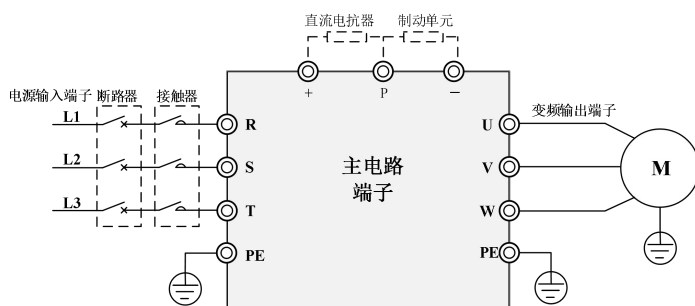 直流电抗器 制动单元
+ P −
电源输入端子 断路器 接触器
变频输出端子
L1 R U
L2 S V M
主电路
端子
L3 T W
PE PE